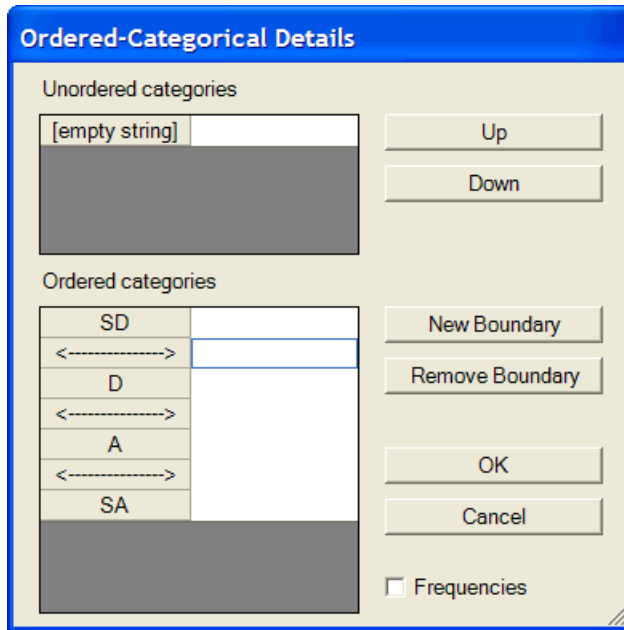 Ordered-Categorical Details
Unordered categories
[empty string]
Up
Down
Ordered categories
SD
<--------------->
D
<--------------->
A
<--------------->
SA
New Boundary
Remove Boundary
OK
Cancel
Frequencies